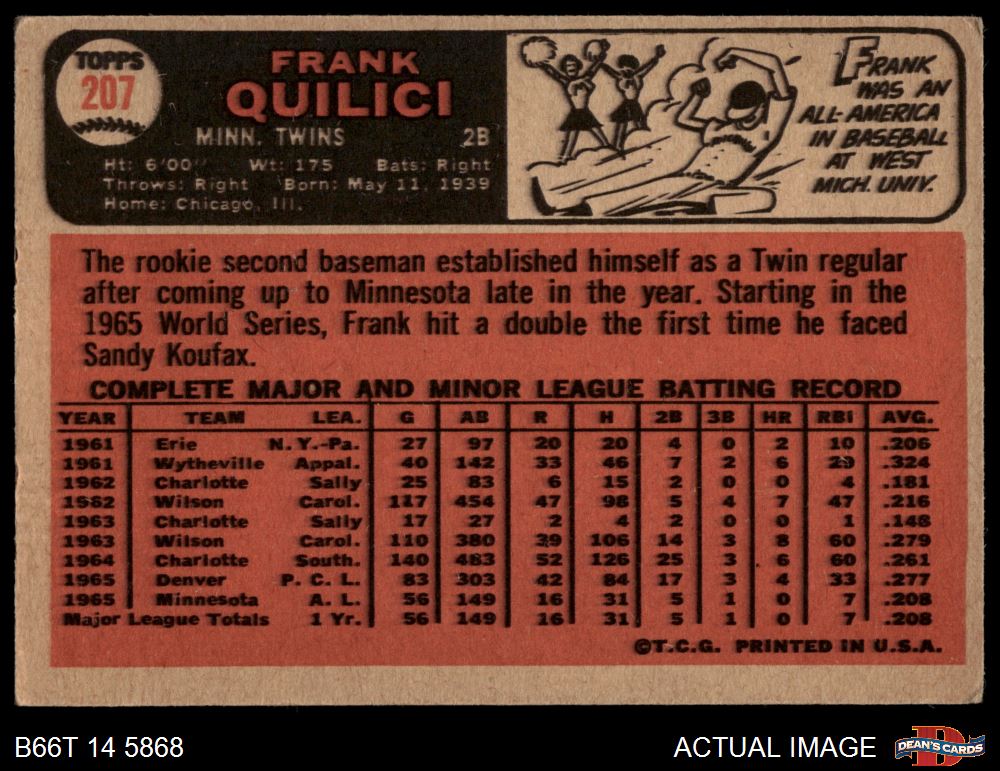 TOPPS
207
FRANK
QUILICI
MINN. TWINS 2B
Ht: 6'00" Wt: 175 Bats: Right
Throws: Right Born: May 11, 1939
Home: Chicago, Ill.
FRANK
WAS AN
ALL-AMERICA
IN BASEBALL
AT WEST
MICH. UNIV.
The rookie second baseman established himself as a Twin regular
after coming up to Minnesota late in the year. Starting in the
1965 World Series, Frank hit a double the first time he faced
Sandy Koufax.
COMPLETE MAJOR AND MINOR LEAGUE BATTING RECORD
YEAR TEAM LEA. G AB R H 2B 3B HR RBI AVG.
1961 Erie N.Y.-Pa. 27 97 20 20 4 0 2 10 .206
1961 Wytheville Appal. 40 142 33 46 7 2 6 29 .324
1962 Charlotte Sally 25 83 6 15 2 0 0 4 .181
1962 Wilson Carol. 117 454 47 98 5 4 7 47 .216
1963 Charlotte Sally 17 27 2 4 2 0 0 1 .148
1963 Wilson Carol. 110 380 39 106 14 3 8 60 .279
1964 Charlotte South. 140 483 52 126 25 3 6 60 .261
1965 Denver P. C. L. 83 303 42 84 17 3 4 33 .277
1965 Minnesota A. L. 56 149 16 31 5 1 0 7 .208
Major League Totals 1 Yr. 56 149 16 31 5 1 0 7 .208
©T.C.G. PRINTED IN U.S.A.
B66T 14 5868 ACTUAL IMAGE DEAN'S CARDS